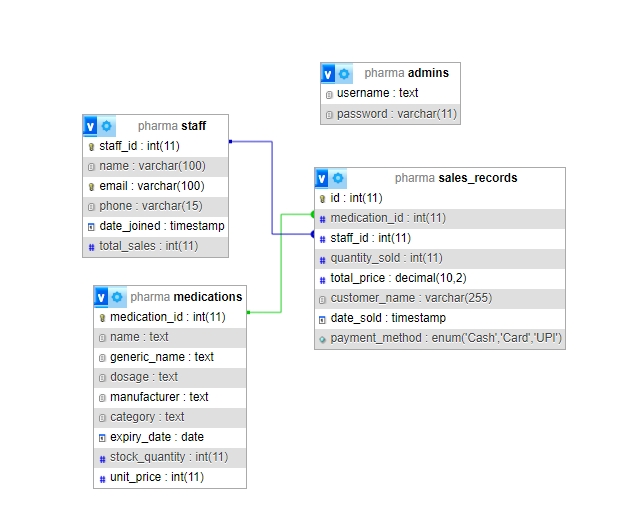 pharma admins
username : text
password : varchar(11)
pharma staff
staff_id : int(11)
name : varchar(100)
email : varchar(100)
phone : varchar(15)
date_joined : timestamp
total_sales : int(11)
pharma sales_records
id : int(11)
medication_id : int(11)
staff_id : int(11)
quantity_sold : int(11)
total_price : decimal(10,2)
customer_name : varchar(255)
date_sold : timestamp
payment_method : enum('Cash','Card','UPI')
pharma medications
medication_id : int(11)
name : text
generic_name : text
dosage : text
manufacturer : text
category : text
expiry_date : date
stock_quantity : int(11)
unit_price : int(11)